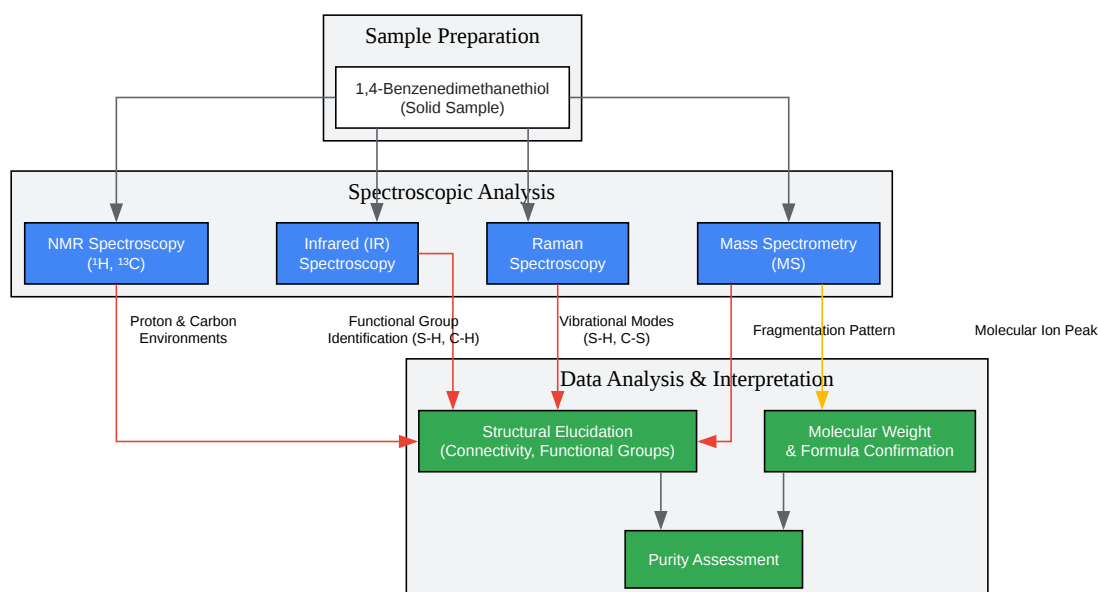 Sample Preparation
1,4-Benzenedimethanethiol
(Solid Sample)
Spectroscopic Analysis
NMR Spectroscopy
(¹H, ¹³C)
Infrared (IR)
Spectroscopy
Raman
Spectroscopy
Mass Spectrometry
(MS)
Proton & Carbon
Environments
Functional Group
Identification (S-H, C-H)
Vibrational Modes
(S-H, C-S)
Fragmentation Pattern
Molecular Ion Peak
Data Analysis & Interpretation
Structural Elucidation
(Connectivity, Functional Groups)
Molecular Weight
& Formula Confirmation
Purity Assessment